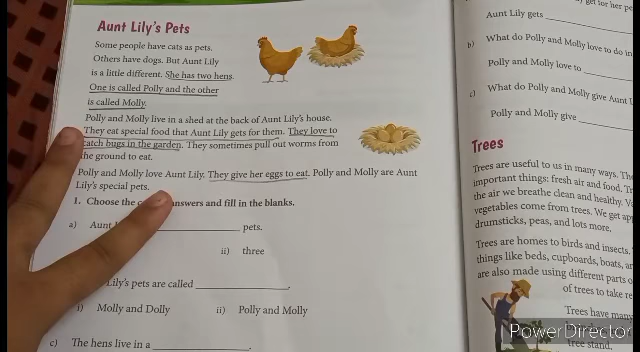 Aunt Lily's Pets
Some people have cats as pets.
Others have dogs. But Aunt Lily
is a little different. She has two hens.
One is called Polly and the other
is called Molly.
Polly and Molly live in a shed at the back of Aunt Lily's house.
They eat special food that Aunt Lily gets for them. They love to
catch bugs in the garden. They sometimes pull out worms from
the ground to eat.
Polly and Molly love Aunt Lily. They give her eggs to eat. Polly and Molly are Aunt
Lily's special pets.
1. Choose the answers and fill in the blanks.
a) Aunt pets.
ii) three
Lily's pets are called
i) Molly and Dolly ii) Polly and Molly
c) The hens live in a
for her pe
Aunt Lily gets
b) What do Polly and Molly love to do in
Polly and Molly love to
c) What do Polly and Molly give Aunt
Polly and Molly give
Trees
Trees are useful to us in many ways.
important things: fresh air and food.
the air we breathe clean and healthy.
vegetables come from trees. We get
drumsticks, peas, and lots more.
Trees are homes to birds and insects.
things like beds, cupboards, boats,
are also made using different parts
of trees to take
Trees have many
tree stand.
PowerDirector